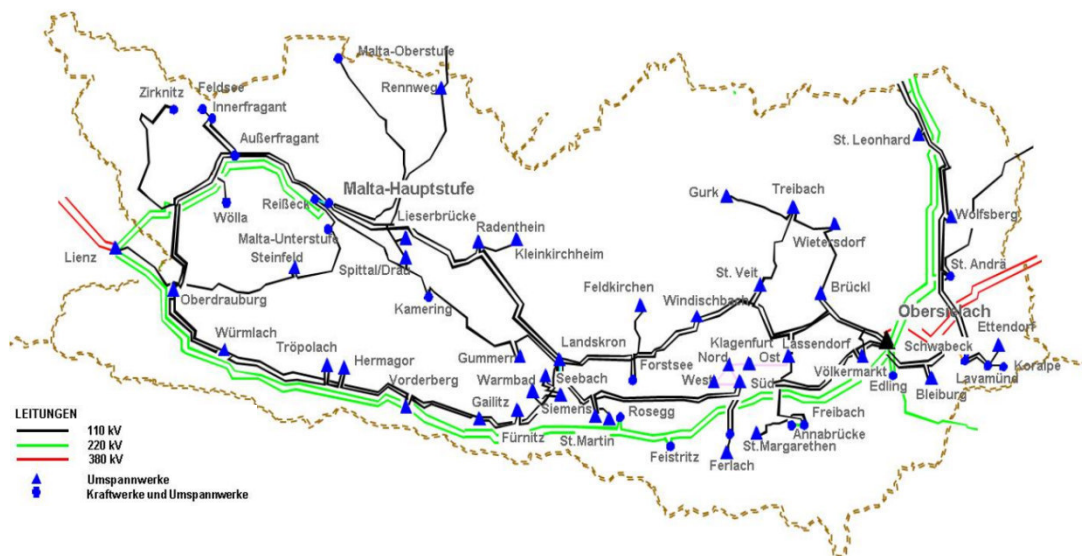 Malta-Oberstufe
Rennweg
Zirknitz
Feldsee
Innerfragant
Außerfragant
St. Leonhard
Malta-Hauptstufe
Reißeck
Wölla
Gurk
Treibach
Wietersdorf
Wolfsberg
Lieserbrücke
Radenthein
Kleinkirchheim
Malta-Unterstufe
Steinfeld
Spittal/Drau
Lienz
Oberdrauburg
Kamering
Feldkirchen
St. Veit
Windischbach
Brückl
St. Andrä
Obersielach
Ettendorf
Würmlach
Tröpolach
Hermagor
Vorderberg
Gummern
Landskron
Forstsee
Klagenfurt
Nord
Ost
West
Süd
Lassendorf
Völkermarkt
Schwabeck
Edling
Lavamünd
Koralpe
Bleiburg
Warmbad
Seebach
Siemens
Gailitz
Fürnitz
St.Martin
Rosegg
Feistritz
Ferlach
Freibach
Annabrücke
St.Margarethen
LEITUNGEN
110 kV
220 kV
380 kV
Umspannwerke
Kraftwerke und Umspannwerke